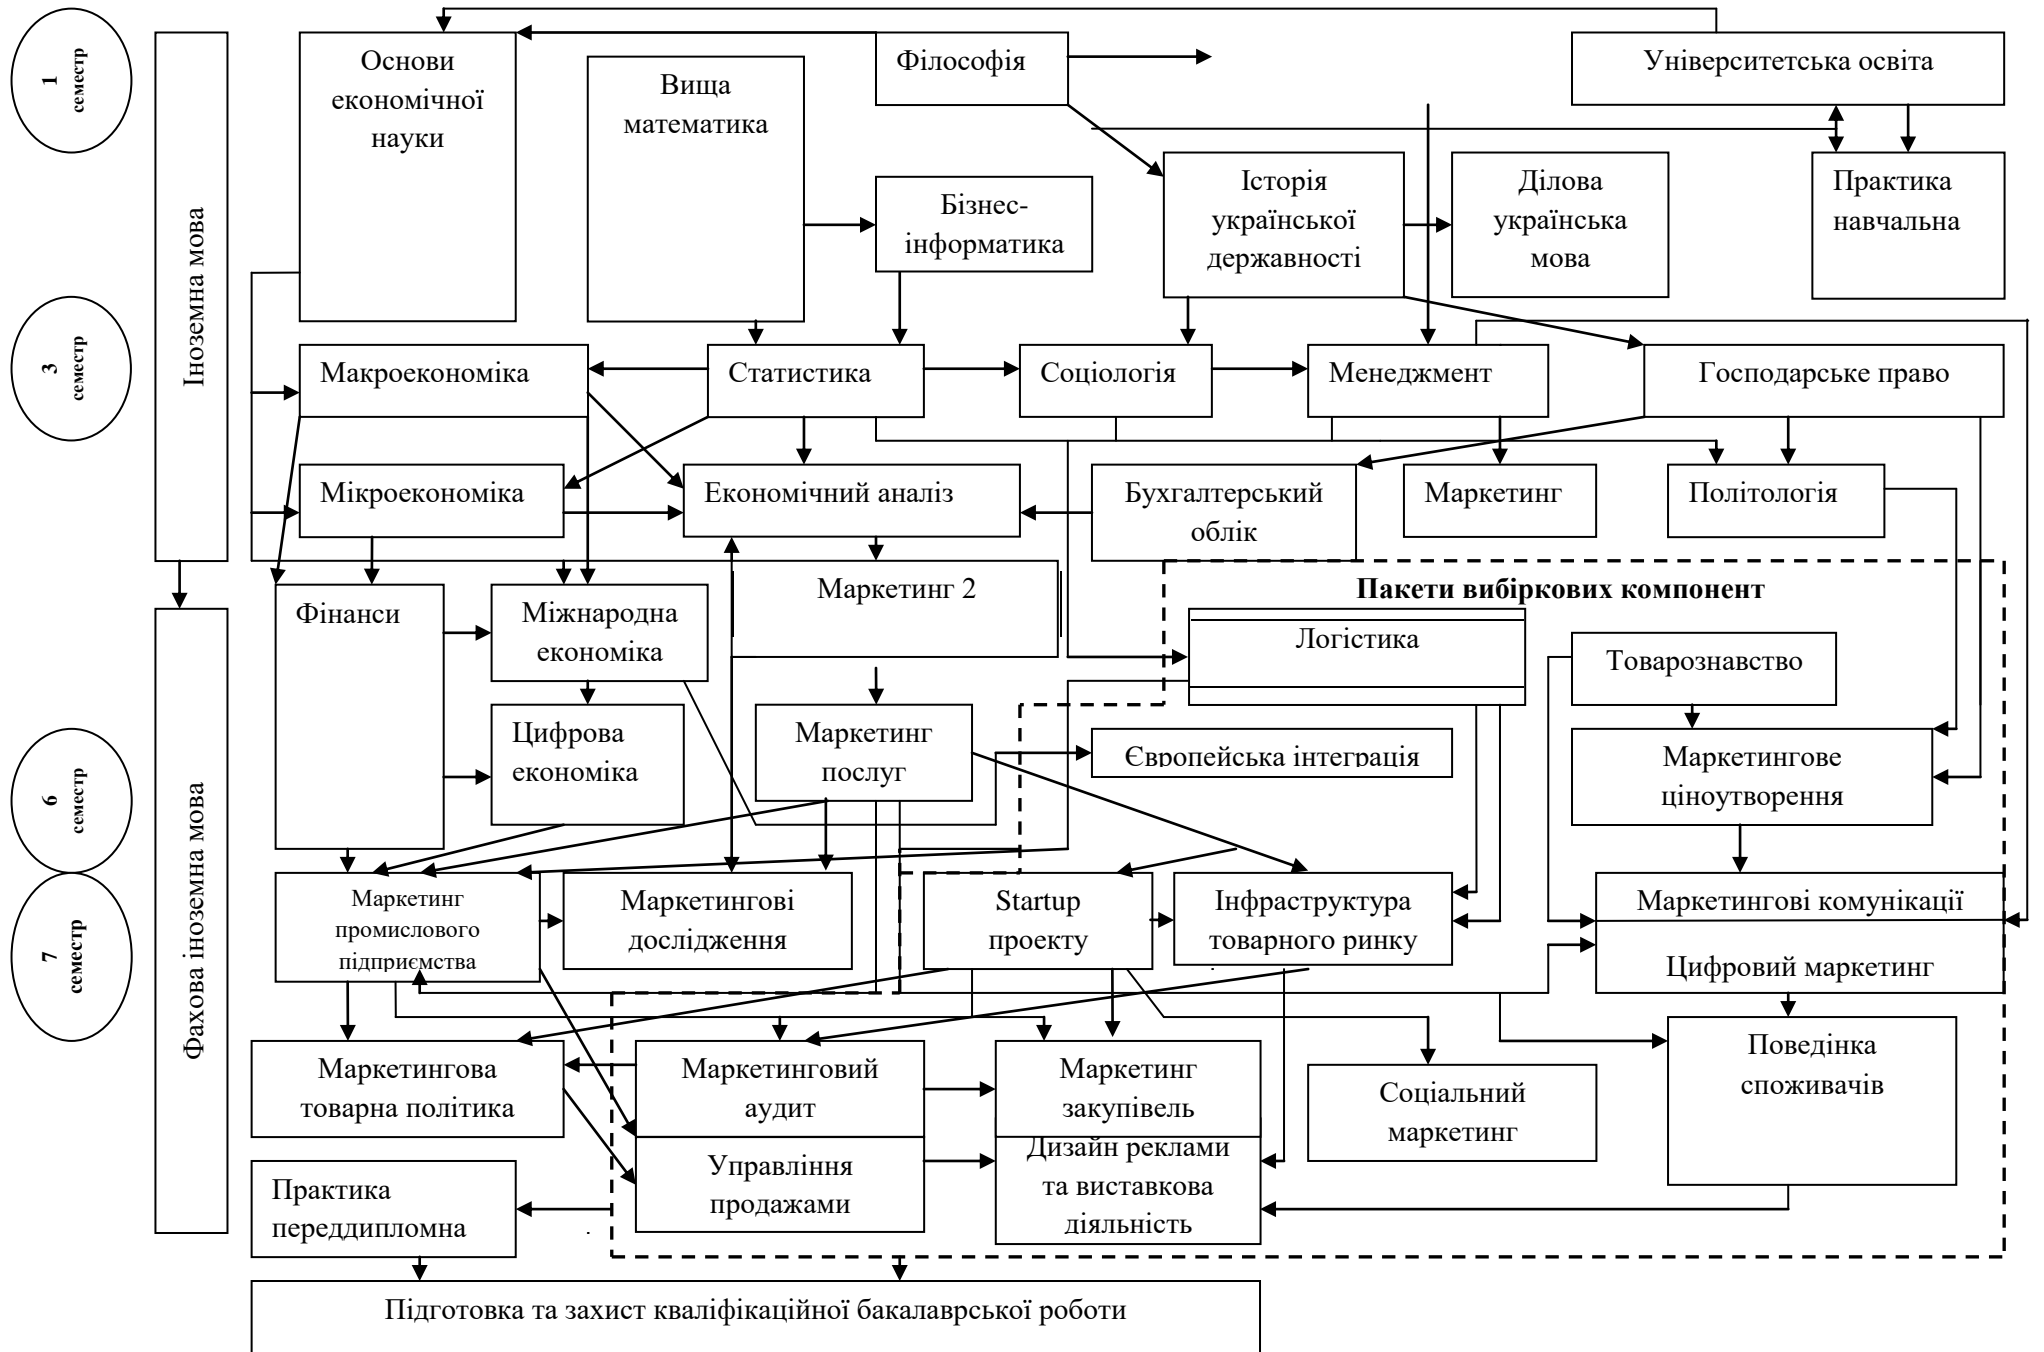 1
семестр
Іноземна мова
Основи
економічної
науки
Вища
математика
Філософія
Університетська освіта
Бізнес-
інформатика
Історія
української
державності
Ділова
українська
мова
Практика
навчальна
3
семестр
Макроекономіка
Статистика
Соціологія
Менеджмент
Господарське право
Мікроекономіка
Економічний аналіз
Бухгалтерський
облік
Маркетинг
Політологія
Фахова іноземна мова
Фінанси
Міжнародна
економіка
Маркетинг 2
Пакети вибіркових компонент
Логістика
Товарознавство
6
семестр
Цифрова
економіка
Маркетинг
послуг
Європейська інтеграція
Маркетингове
ціноутворення
7
семестр
Маркетинг
промислового
підприємства
Маркетингові
дослідження
Startup
проекту
Інфраструктура
товарного ринку
Маркетингові комунікації
Цифровий маркетинг
Маркетингова
товарна політика
Маркетинговий
аудит
Маркетинг
закупівель
Соціальний
маркетинг
Поведінка
споживачів
Практика
переддипломна
Управління
продажами
Дизайн реклами
та виставкова
діяльність
Підготовка та захист кваліфікаційної бакалаврської роботи